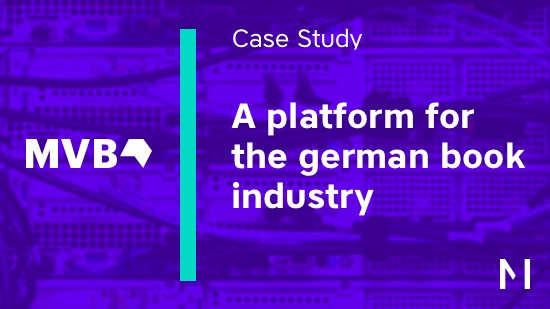 MVB
Case Study
A platform for
the german book
industry